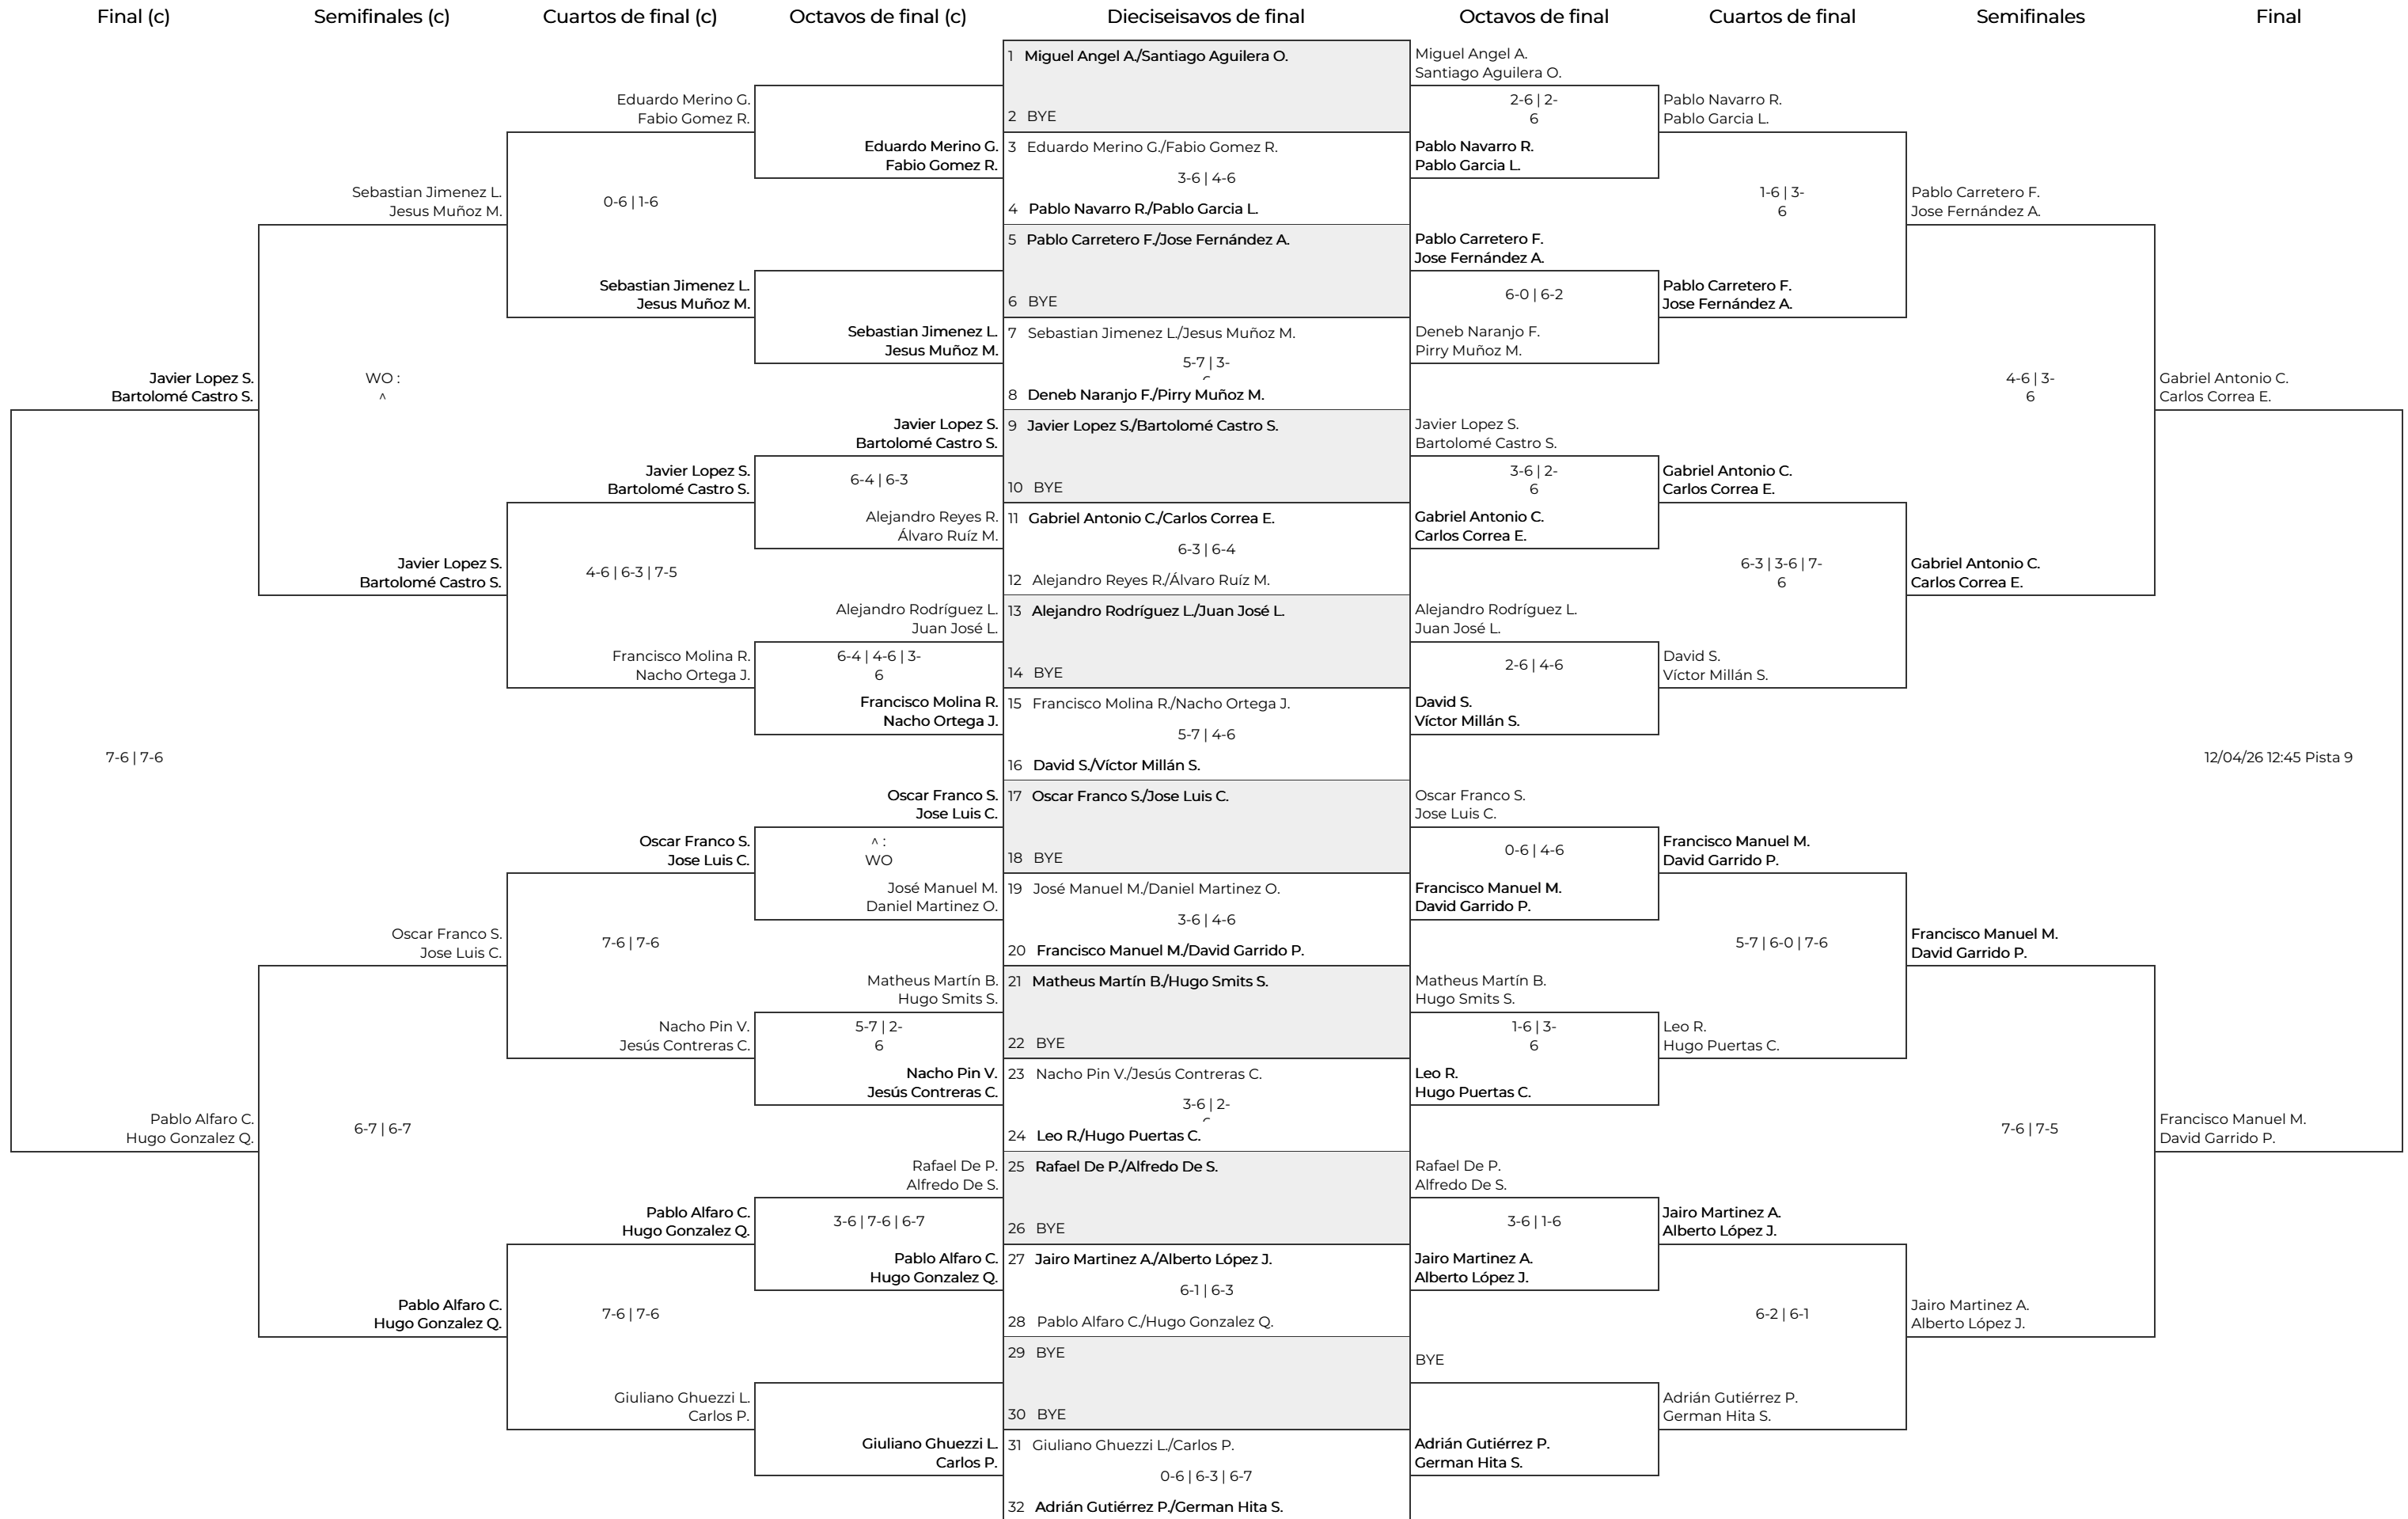 Final (c)
Semifinales (c)
Cuartos de final (c)
Octavos de final (c)
Dieciseisavos de final
Octavos de final
Cuartos de final
Semifinales
Final
Javier Lopez S.
Bartolomé Castro S.
7-6 | 7-6
Pablo Alfaro C.
Hugo Gonzalez Q.
Sebastian Jimenez L.
Jesus Muñoz M.
WO :
^
Javier Lopez S.
Bartolomé Castro S.
Oscar Franco S.
Jose Luis C.
6-7 | 6-7
Pablo Alfaro C.
Hugo Gonzalez Q.
Eduardo Merino G.
Fabio Gomez R.
0-6 | 1-6
Sebastian Jimenez L.
Jesus Muñoz M.
Javier Lopez S.
Bartolomé Castro S.
4-6 | 6-3 | 7-5
Francisco Molina R.
Nacho Ortega J.
Oscar Franco S.
Jose Luis C.
7-6 | 7-6
Nacho Pin V.
Jesús Contreras C.
Pablo Alfaro C.
Hugo Gonzalez Q.
7-6 | 7-6
Giuliano Ghuezzi L.
Carlos P.
Eduardo Merino G.
Fabio Gomez R.
Sebastian Jimenez L.
Jesus Muñoz M.
Javier Lopez S.
Bartolomé Castro S.
6-4 | 6-3
Alejandro Reyes R.
Álvaro Ruíz M.
Alejandro Rodríguez L.
Juan José L.
6-4 | 4-6 | 3-
6
Francisco Molina R.
Nacho Ortega J.
Oscar Franco S.
Jose Luis C.
^ :
WO
José Manuel M.
Daniel Martinez O.
Matheus Martín B.
Hugo Smits S.
5-7 | 2-
6
Nacho Pin V.
Jesús Contreras C.
Rafael De P.
Alfredo De S.
3-6 | 7-6 | 6-7
Pablo Alfaro C.
Hugo Gonzalez Q.
Giuliano Ghuezzi L.
Carlos P.
1 Miguel Angel A./Santiago Aguilera O.
2 BYE
3 Eduardo Merino G./Fabio Gomez R.
3-6 | 4-6
4 Pablo Navarro R./Pablo Garcia L.
5 Pablo Carretero F./Jose Fernández A.
6 BYE
7 Sebastian Jimenez L./Jesus Muñoz M.
5-7 | 3-
8 Deneb Naranjo F./Pirry Muñoz M.
9 Javier Lopez S./Bartolomé Castro S.
10 BYE
11 Gabriel Antonio C./Carlos Correa E.
6-3 | 6-4
12 Alejandro Reyes R./Álvaro Ruíz M.
13 Alejandro Rodríguez L./Juan José L.
14 BYE
15 Francisco Molina R./Nacho Ortega J.
5-7 | 4-6
16 David S./Víctor Millán S.
17 Oscar Franco S./Jose Luis C.
18 BYE
19 José Manuel M./Daniel Martinez O.
3-6 | 4-6
20 Francisco Manuel M./David Garrido P.
21 Matheus Martín B./Hugo Smits S.
22 BYE
23 Nacho Pin V./Jesús Contreras C.
3-6 | 2-
24 Leo R./Hugo Puertas C.
25 Rafael De P./Alfredo De S.
26 BYE
27 Jairo Martinez A./Alberto López J.
6-1 | 6-3
28 Pablo Alfaro C./Hugo Gonzalez Q.
29 BYE
30 BYE
31 Giuliano Ghuezzi L./Carlos P.
0-6 | 6-3 | 6-7
32 Adrián Gutiérrez P./German Hita S.
Miguel Angel A.
Santiago Aguilera O.
2-6 | 2-
6
Pablo Navarro R.
Pablo Garcia L.
Pablo Carretero F.
Jose Fernández A.
6-0 | 6-2
Deneb Naranjo F.
Pirry Muñoz M.
Javier Lopez S.
Bartolomé Castro S.
3-6 | 2-
6
Gabriel Antonio C.
Carlos Correa E.
Alejandro Rodríguez L.
Juan José L.
2-6 | 4-6
David S.
Víctor Millán S.
Oscar Franco S.
Jose Luis C.
0-6 | 4-6
Francisco Manuel M.
David Garrido P.
Matheus Martín B.
Hugo Smits S.
1-6 | 3-
6
Leo R.
Hugo Puertas C.
Rafael De P.
Alfredo De S.
3-6 | 1-6
Jairo Martinez A.
Alberto López J.
BYE
Adrián Gutiérrez P.
German Hita S.
Pablo Navarro R.
Pablo Garcia L.
1-6 | 3-
6
Pablo Carretero F.
Jose Fernández A.
Gabriel Antonio C.
Carlos Correa E.
6-3 | 3-6 | 7-
6
David S.
Víctor Millán S.
Francisco Manuel M.
David Garrido P.
5-7 | 6-0 | 7-6
Leo R.
Hugo Puertas C.
Jairo Martinez A.
Alberto López J.
6-2 | 6-1
Adrián Gutiérrez P.
German Hita S.
Pablo Carretero F.
Jose Fernández A.
4-6 | 3-
6
Gabriel Antonio C.
Carlos Correa E.
Francisco Manuel M.
David Garrido P.
7-6 | 7-5
Jairo Martinez A.
Alberto López J.
Gabriel Antonio C.
Carlos Correa E.
12/04/26 12:45 Pista 9
Francisco Manuel M.
David Garrido P.